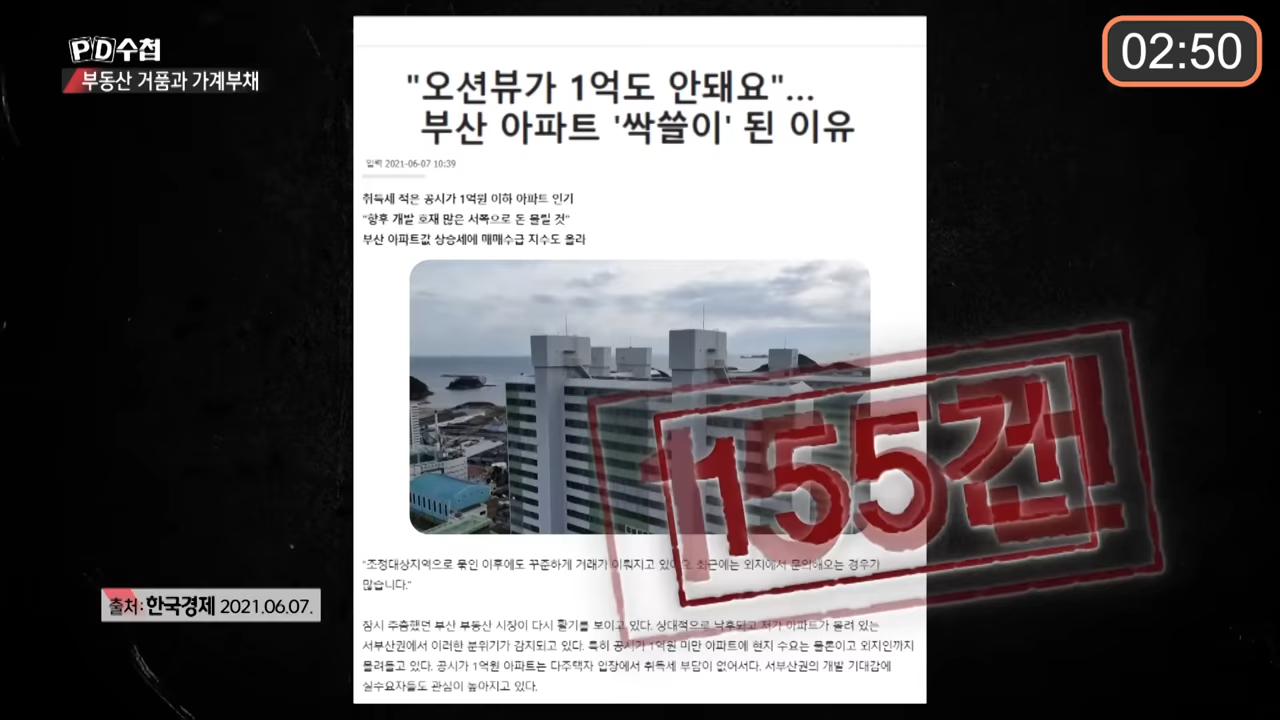 PD수첩
부동산 거품과 가계부채
02:50
"오션뷰가 1억도 안돼요"...
부산 아파트 '싹쓸이' 된 이유
입력 2021-06-07 10:39
취득세 적은 공시가 1억원 이하 아파트 인기
"향후 개발 호재 많은 서쪽으로 돈 몰릴 것"
부산 아파트값 상승세에 매매수급 지수도 올라
155건
"조정대상지역으로 묶인 이후에도 꾸준하게 거래가 이뤄지고 있어요. 최근에는 외지에서 문의해오는 경우가
많습니다."
출처: 한국경제 2021.06.07.
잠시 주춤했던 부산 부동산 시장이 다시 활기를 보이고 있다. 상대적으로 낙후되고 저가 아파트가 몰려 있는
서부산권에서 이러한 분위기가 감지되고 있다. 특히 공시가 1억원 미만 아파트에 현지 수요는 물론이고 외지인까지
몰려들고 있다. 공시가 1억원 아파트는 다주택자 입장에서 취득세 부담이 없어서다. 서부산권의 개발 기대감에
실수요자들도 관심이 높아지고 있다.